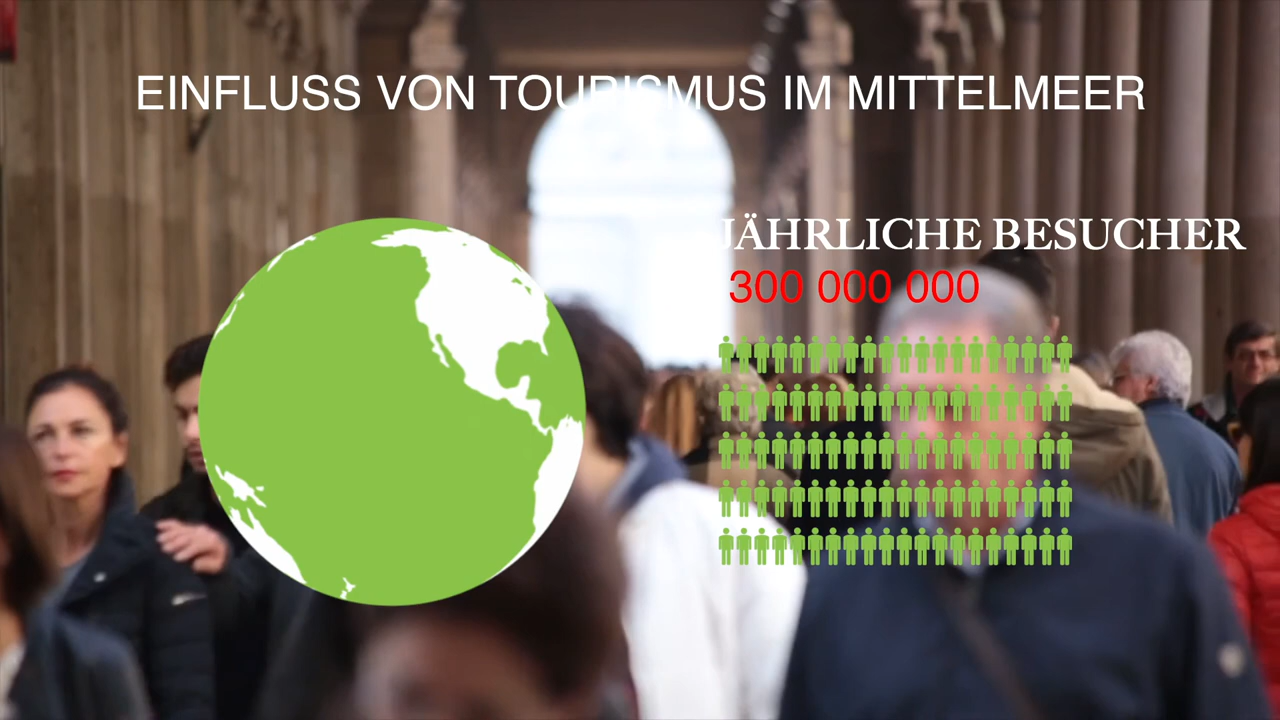 EINFLUSS VON TOURISMUS IM MITTELMEER
JÄHRLICHE BESUCHER
300 000 000